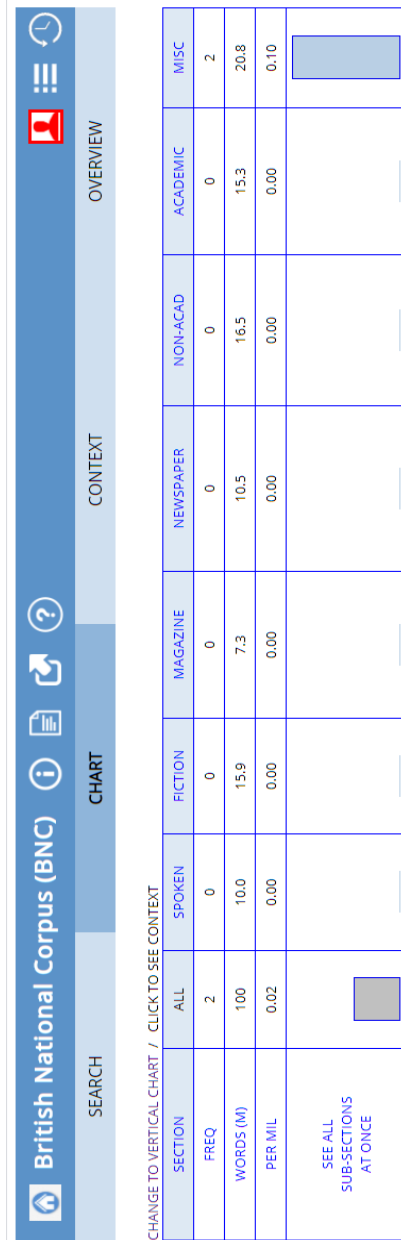 British National Corpus (BNC)
SEARCH CHART CONTEXT OVERVIEW
CHANGE TO VERTICAL CHART / CLICK TO SEE CONTEXT
SECTION ALL SPOKEN FICTION MAGAZINE NEWSPAPER NON-ACAD ACADEMIC MISC
FREQ 2 0 0 0 0 0 0 2
WORDS (M) 100 10.0 15.9 7.3 10.5 16.5 15.3 20.8
PER MIL 0.02 0.00 0.00 0.00 0.00 0.00 0.00 0.10
SEE ALL
SUB-SECTIONS
AT ONCE